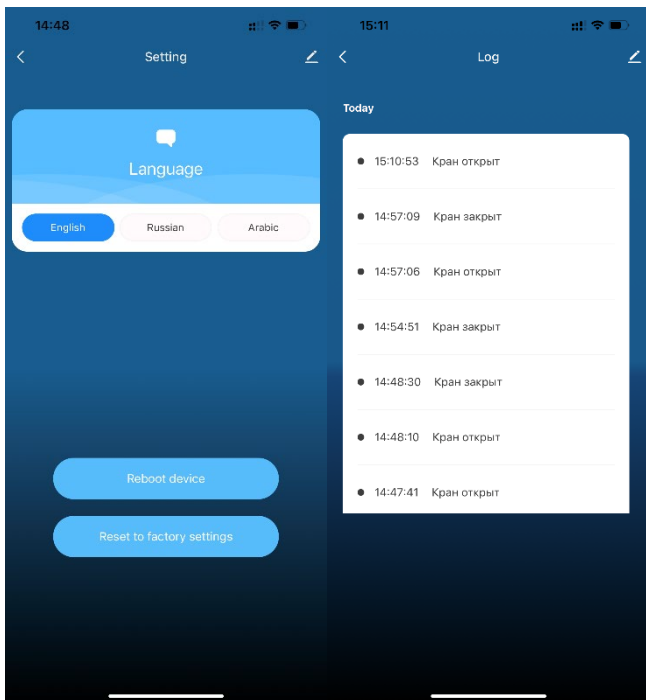 14:48
Setting
Language
English Russian Arabic
Reboot device
Reset to factory settings
15:11
Log
Today
15:10:53 Кран открыт
14:57:09 Кран закрыт
14:57:06 Кран открыт
14:54:51 Кран закрыт
14:48:30 Кран закрыт
14:48:10 Кран открыт
14:47:41 Кран открыт